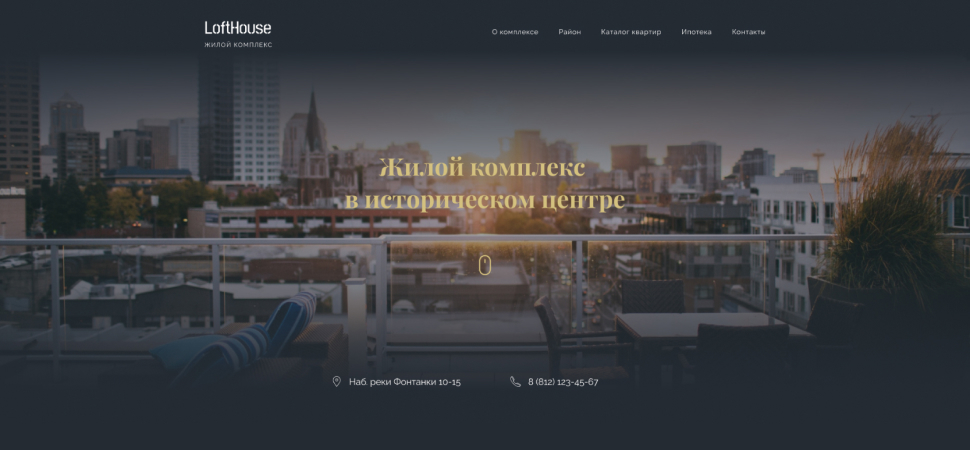 LoftHouse
ЖИЛОЙ КОМПЛЕКС
О комплексе Район Каталог квартир Ипотека Контакты
Жилой комплекс
в историческом центре
Наб. реки Фонтанки 10-15 8 (812) 123-45-67